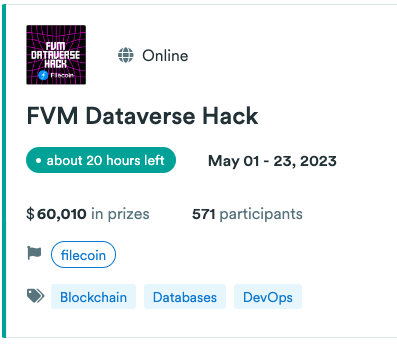 FVM
DATAVERSE
HACK
Filecoin
Online
FVM Dataverse Hack
about 20 hours left
May 01 - 23, 2023
$60,010 in prizes
571 participants
filecoin
Blockchain
Databases
DevOps